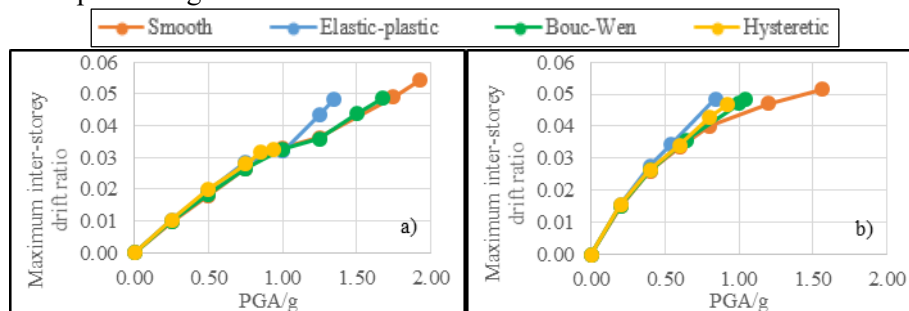 Smooth Elastic-plastic Bouc-Wen Hysteretic
Maximum inter-storey
drift ratio
0.06
0.05
0.04
0.03
0.02
0.01
0.00
a)
0.00 0.50 1.00 1.50 2.00
PGA/g
Maximum inter-storey
drift ratio
0.06
0.05
0.04
0.03
0.02
0.01
0.00
b)
0.00 0.50 1.00 1.50 2.00
PGA/g